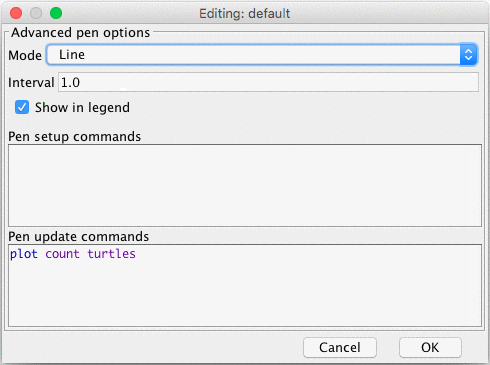 Editing: default
Advanced pen options
Mode Line
Interval 1.0
Show in legend
Pen setup commands
Pen update commands
plot count turtles
Cancel OK